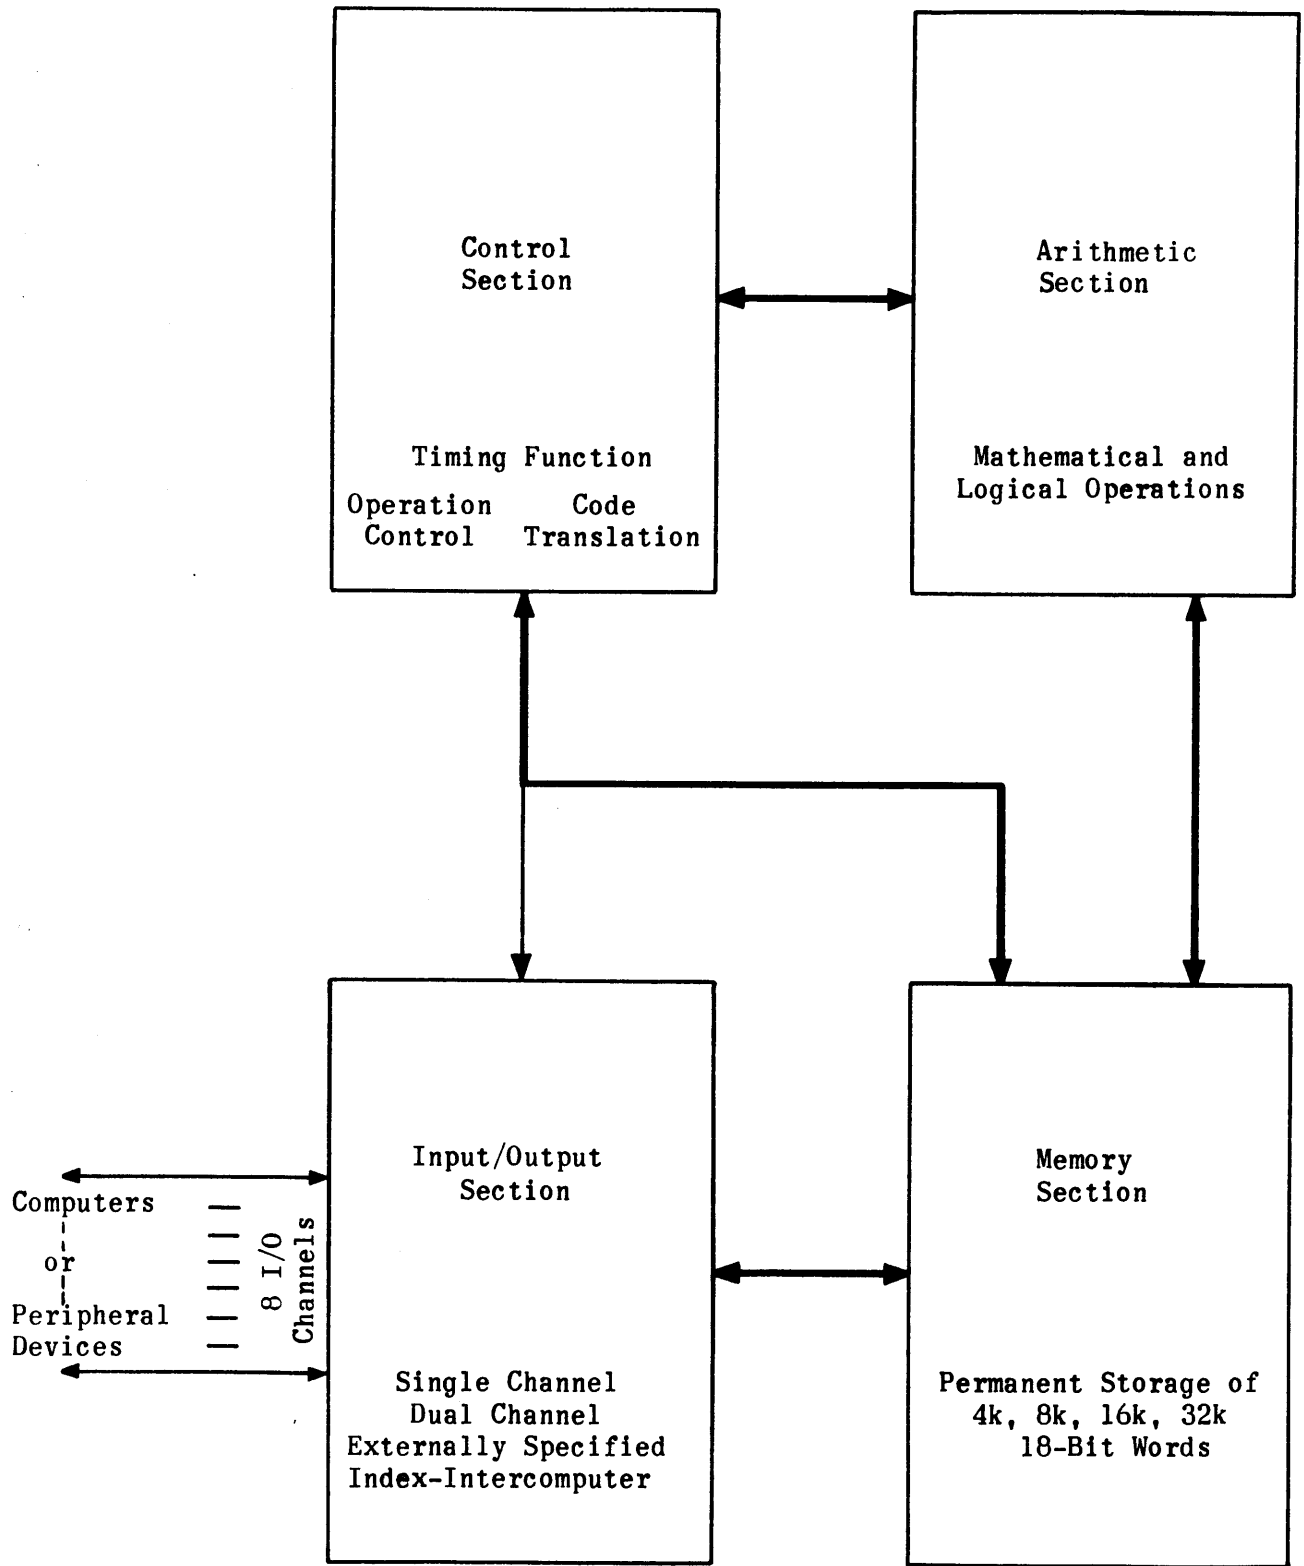 Control
Section
Timing Function
Operation
Control
Code
Translation
Arithmetic
Section
Mathematical and
Logical Operations
Computers
or
Peripheral
Devices
8 I/O
Channels
Input/Output
Section
Single Channel
Dual Channel
Externally Specified
Index-Intercomputer
Memory
Section
Permanent Storage of
4k, 8k, 16k, 32k
18-Bit Words